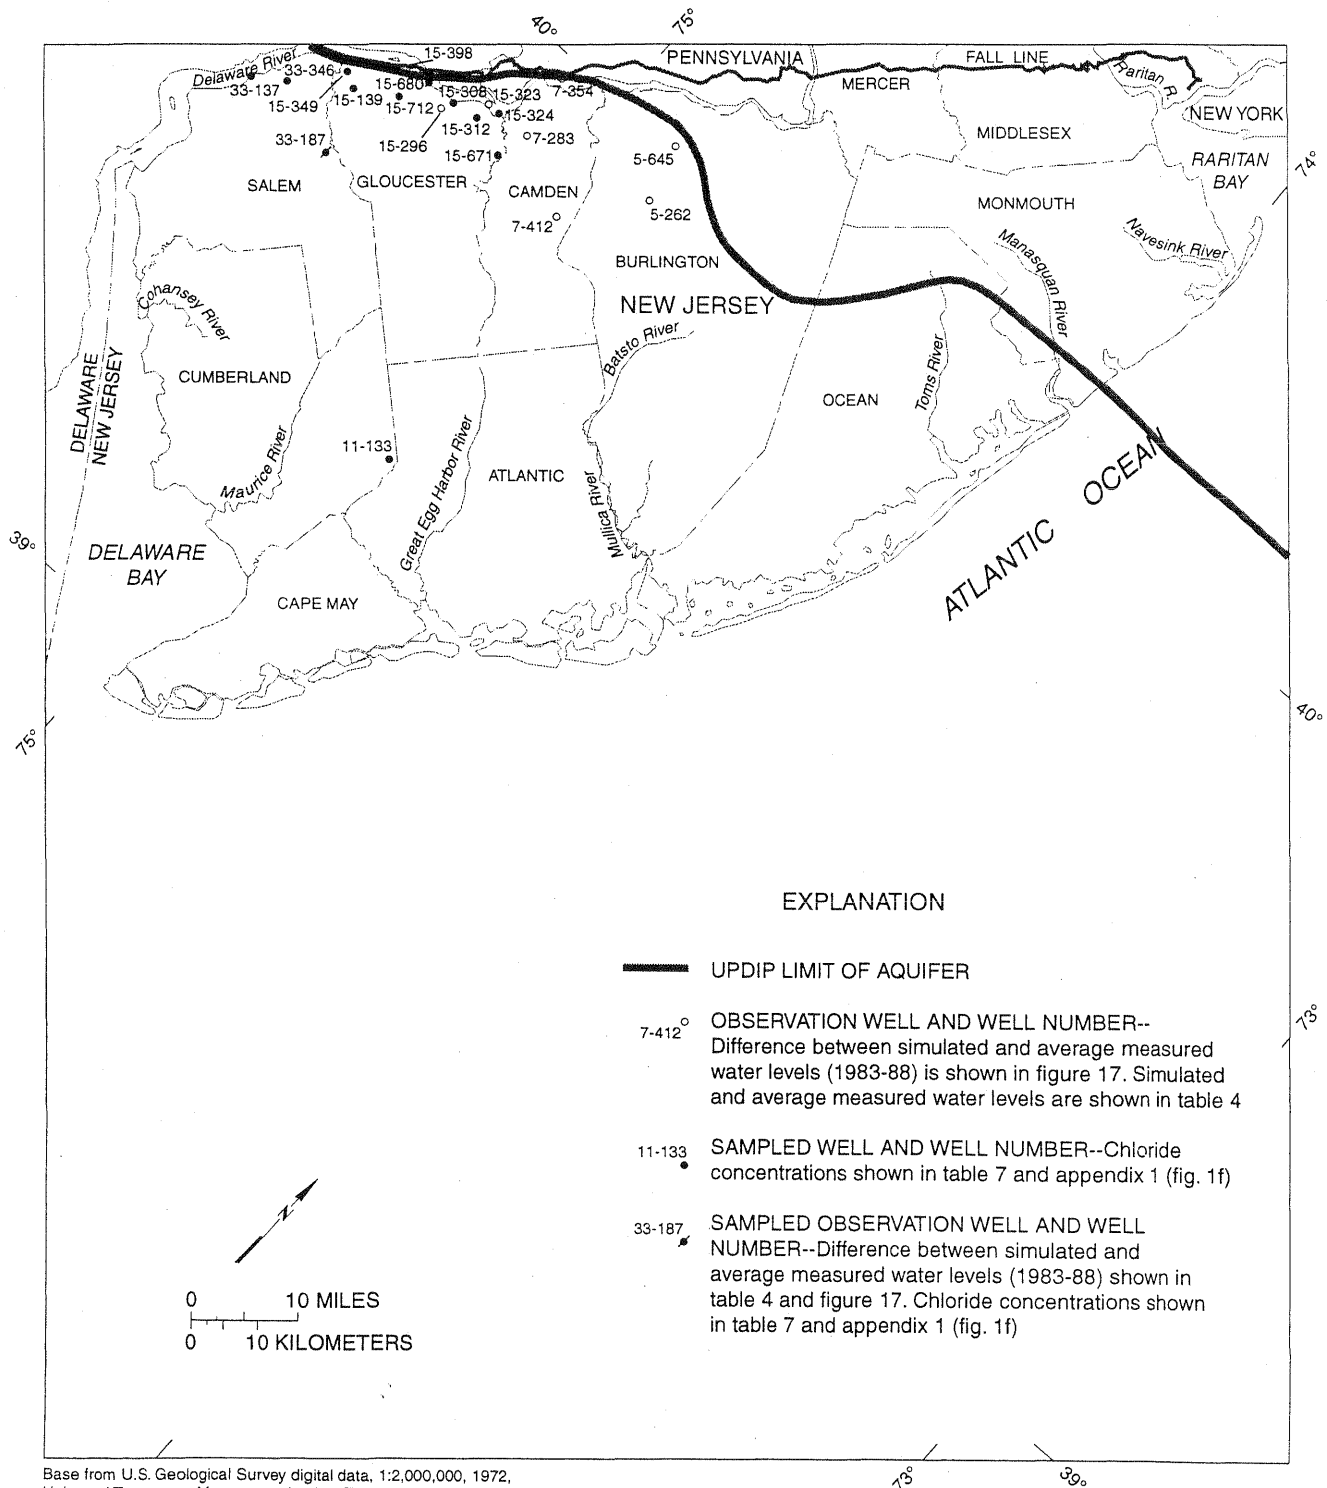 40°
75°
PENNSYLVANIA
FALL LINE
15-398
Delaware River
33-346
33-137
15-680
15-308
15-323
7-354
MERCER
Raritan R.
15-349
15-139
15-712
15-324
NEW YORK
15-312
33-187
15-296
7-283
MIDDLESEX
15-671
5-645
RARITAN
BAY
74°
SALEM
GLOUCESTER
CAMDEN
7-412
5-262
MONMOUTH
Navesink River
Manasquan River
BURLINGTON
Cohansey River
NEW JERSEY
Batsto River
DELAWARE
NEW JERSEY
CUMBERLAND
Toms River
OCEAN
11-133
Maurice River
Great Egg Harbor River
ATLANTIC
Mullica River
ATLANTIC OCEAN
39°
DELAWARE
BAY
CAPE MAY
75°
40°
EXPLANATION
UPDIP LIMIT OF AQUIFER
73°
7-412 OBSERVATION WELL AND WELL NUMBER--
Difference between simulated and average measured
water levels (1983-88) is shown in figure 17. Simulated
and average measured water levels are shown in table 4
11-133 SAMPLED WELL AND WELL NUMBER--Chloride
concentrations shown in table 7 and appendix 1 (fig. 1f)
33-187 SAMPLED OBSERVATION WELL AND WELL
NUMBER--Difference between simulated and
average measured water levels (1983-88) shown in
table 4 and figure 17. Chloride concentrations shown
in table 7 and appendix 1 (fig. 1f)
N
0 10 MILES
0 10 KILOMETERS
73°
39°
Base from U.S. Geological Survey digital data, 1:2,000,000, 1972,